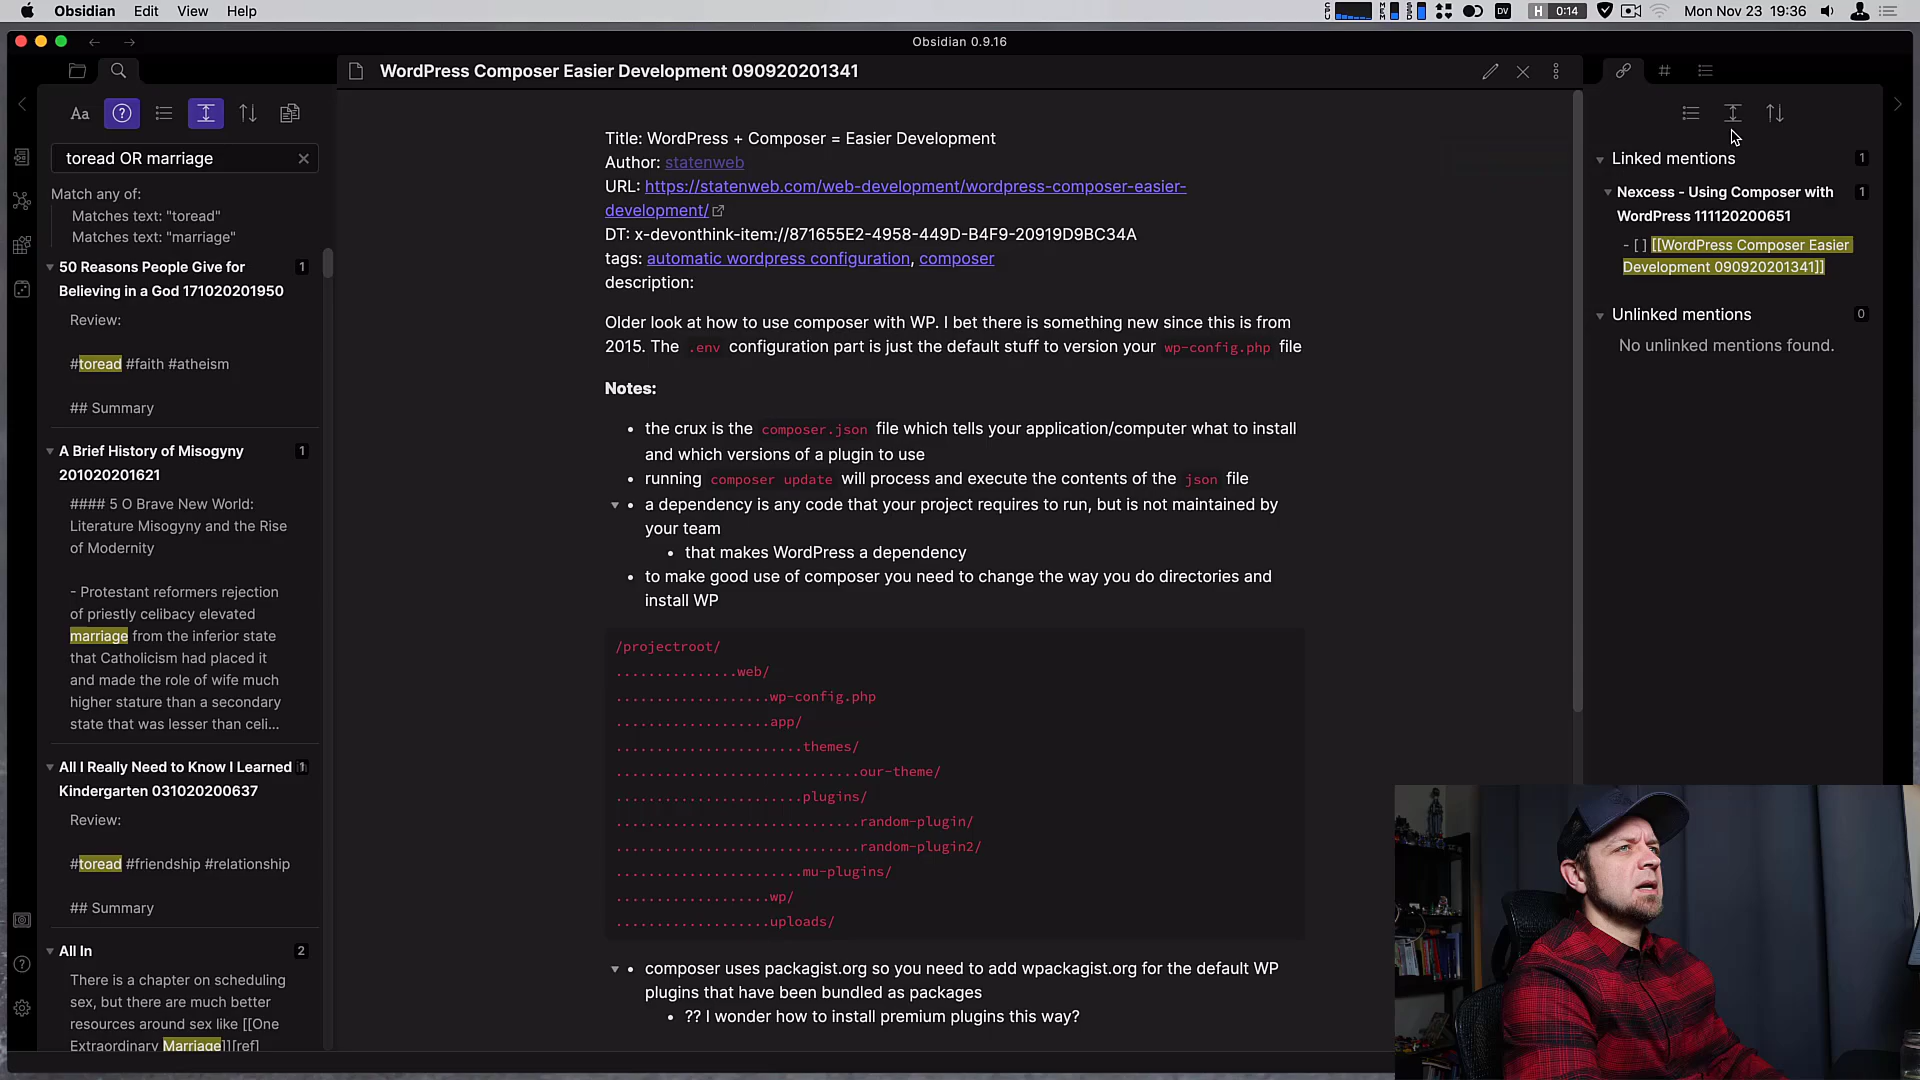 Obsidian Edit View Help
H 0:14
Mon Nov 23 19:36
Obsidian 0.9.16
WordPress Composer Easier Development 090920201341
Aa
toread OR marriage
Match any of:
Matches text: "toread"
Matches text: "marriage"
50 Reasons People Give for 1
Believing in a God 171020201950
Review:
#toread #faith #atheism
## Summary
A Brief History of Misogyny 1
201020201621
#### 5 O Brave New World:
Literature Misogyny and the Rise
of Modernity
- Protestant reformers rejection
of priestly celibacy elevated
marriage from the inferior state
that Catholicism had placed it
and made the role of wife much
higher stature than a secondary
state that was lesser than celi...
All I Really Need to Know I Learned in 1
Kindergarten 031020200637
Review:
#toread #friendship #relationship
## Summary
All In 2
There is a chapter on scheduling
sex, but there are much better
resources around sex like [[One
Extraordinary Marriage]][ref]
Title: WordPress + Composer = Easier Development
Author: statenweb
URL: https://statenweb.com/web-development/wordpress-composer-easier-
development/
DT: x-devonthink-item://871655E2-4958-449D-B4F9-20919D9BC34A
tags: automatic wordpress configuration, composer
description:
Older look at how to use composer with WP. I bet there is something new since this is from
2015. The .env configuration part is just the default stuff to version your wp-config.php file
Notes:
• the crux is the composer.json file which tells your application/computer what to install
and which versions of a plugin to use
• running composer update will process and execute the contents of the json file
• a dependency is any code that your project requires to run, but is not maintained by
your team
• that makes WordPress a dependency
• to make good use of composer you need to change the way you do directories and
install WP
/projectroot/
...............web/
...................wp-config.php
...................app/
.......................themes/
..............................our-theme/
.......................plugins/
..............................random-plugin/
..............................random-plugin2/
.......................mu-plugins/
...................wp/
...................uploads/
• composer uses packagist.org so you need to add wpackagist.org for the default WP
plugins that have been bundled as packages
• ?? I wonder how to install premium plugins this way?
Linked mentions 1
Nexcess - Using Composer with 1
WordPress 111120200651
- [ ] [[WordPress Composer Easier
Development 090920201341]]
Unlinked mentions 0
No unlinked mentions found.